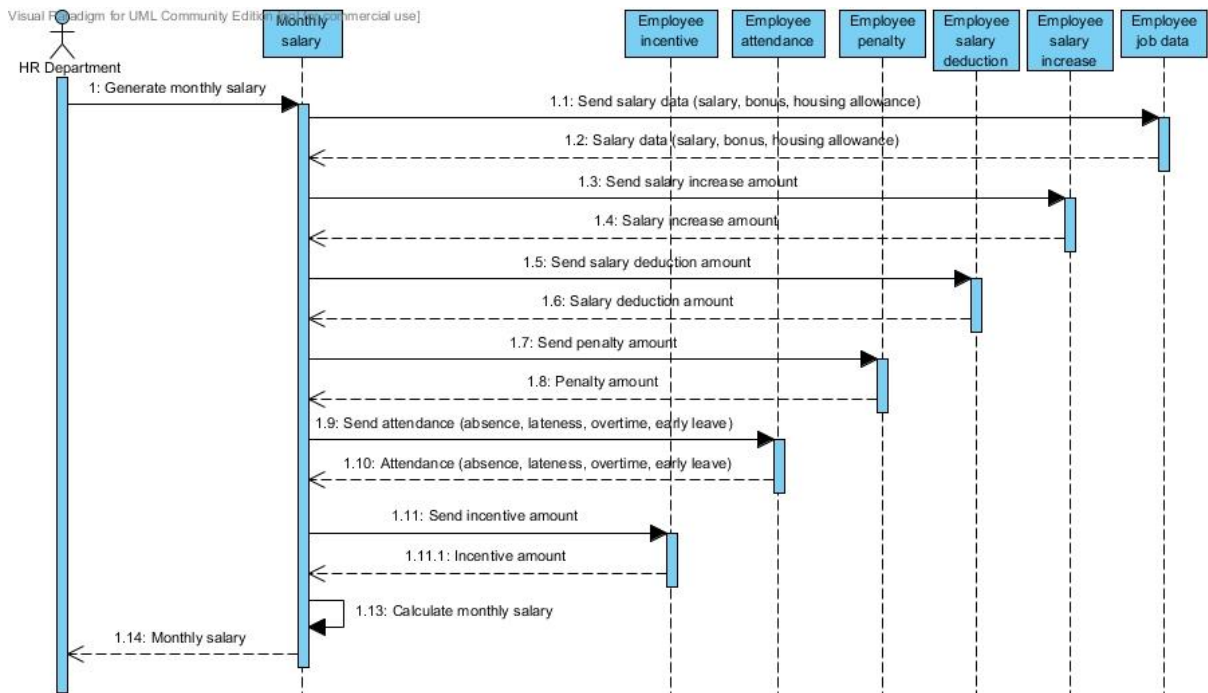 Visual Paradigm for UML Community Edition [not for commercial use]
HR Department
Monthly
salary
Employee
incentive
Employee
attendance
Employee
penalty
Employee
salary
deduction
Employee
salary
increase
Employee
job data
1: Generate monthly salary
1.1: Send salary data (salary, bonus, housing allowance)
1.2: Salary data (salary, bonus, housing allowance)
1.3: Send salary increase amount
1.4: Salary increase amount
1.5: Send salary deduction amount
1.6: Salary deduction amount
1.7: Send penalty amount
1.8: Penalty amount
1.9: Send attendance (absence, lateness, overtime, early leave)
1.10: Attendance (absence, lateness, overtime, early leave)
1.11: Send incentive amount
1.11.1: Incentive amount
1.13: Calculate monthly salary
1.14: Monthly salary